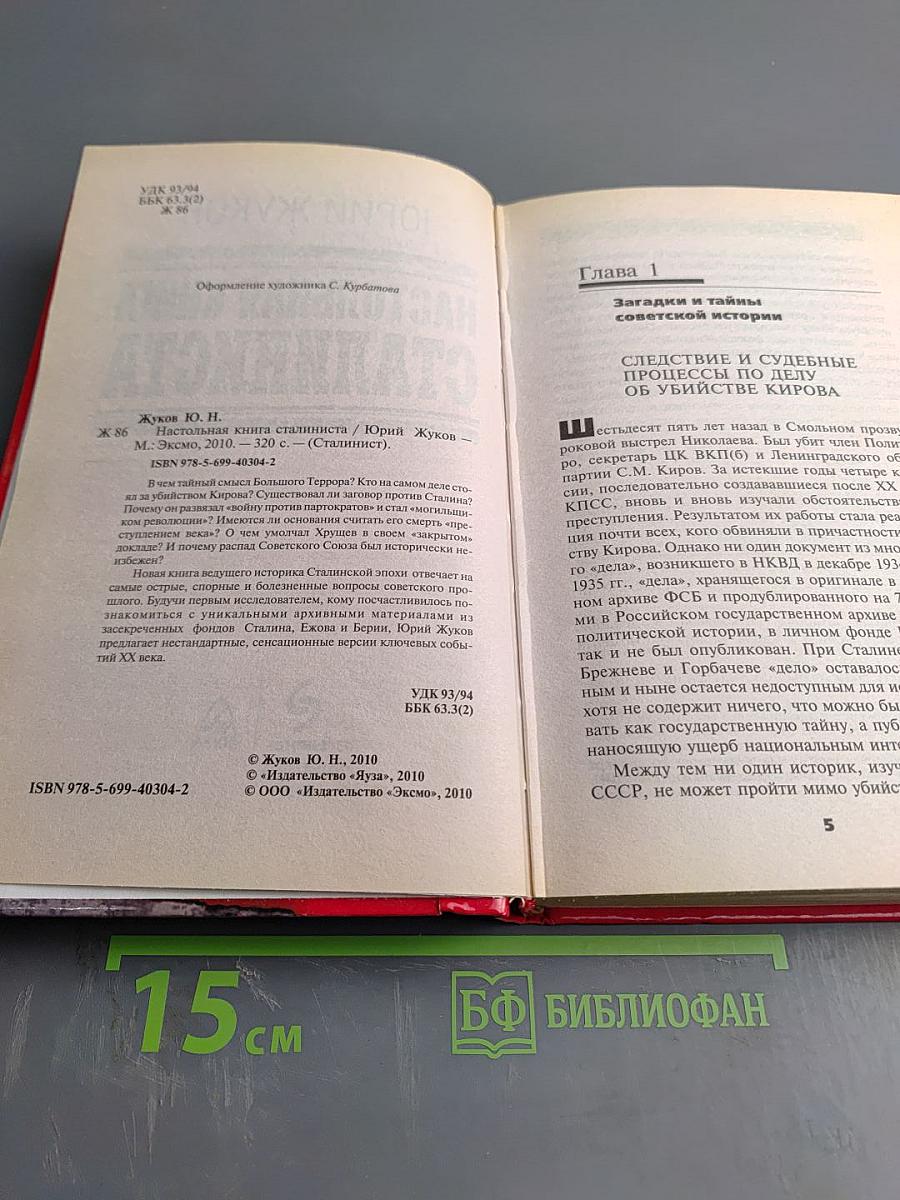 УДК 93/94
ББК 63.3(2)
Ж 86
Оформление художника С. Курбатова
Жуков Ю. Н.
Ж 86 Настольная книга сталиниста / Юрий Жуков —
М.: Эксмо, 2010. — 320 с. — (Сталинист).
ISBN 978-5-699-40304-2
В чем тайный смысл Большого Террора? Кто на самом деле сто-
ял за убийством Кирова? Существовал ли заговор против Сталина?
Почему он развязал «войну против партократов» и стал «могильщи-
ком революции»? Имеются ли основания считать его смерть «пре-
ступлением века»? О чем умолчал Хрущев в своем «закрытом»
докладе? И почему распад Советского Союза был исторически не-
избежен?
Новая книга ведущего историка Сталинской эпохи отвечает на
самые острые, спорные и болезненные вопросы советского про-
шлого. Будучи первым исследователем, кому посчастливилось по-
знакомиться с уникальными архивными материалами из
засекреченных фондов Сталина, Ежова и Берии, Юрий Жуков
предлагает нестандартные, сенсационные версии ключевых собы-
тий XX века.
УДК 93/94
ББК 63.3(2)
© Жуков Ю. Н., 2010
© «Издательство «Яуза», 2010
ISBN 978-5-699-40304-2 © ООО «Издательство «Эксмо», 2010
Глава 1
Загадки и тайны
советской истории
СЛЕДСТВИЕ И СУДЕБНЫЕ
ПРОЦЕССЫ ПО ДЕЛУ
ОБ УБИЙСТВЕ КИРОВА
Шестьдесят пять лет назад в Смольном прозву
роковой выстрел Николаева. Был убит член Полит
ро, секретарь ЦК ВКП(б) и Ленинградского об
партии С.М. Киров. За истекшие годы четыре к
сии, последовательно создававшиеся после XX
КПСС, вновь и вновь изучали обстоятельств
преступления. Результатом их работы стала реа
ция почти всех, кого обвиняли в причастности
ству Кирова. Однако ни один документ из мно
го «дела», возникшего в НКВД в декабре 193
1935 гг., «дела», хранящегося в оригинале в
ном архиве ФСБ и продублированного на 7
ми в Российском государственном архиве
политической истории, в личном фонде
так и не был опубликован. При Сталине
Брежневе и Горбачеве «дело» оставалос
ным и ныне остается недоступным для ис
хотя не содержит ничего, что можно бы
вать как государственную тайну, а пуб
наносящую ущерб национальным инте
Между тем ни один историк, изуч
СССР, не может пройти мимо убийст
5
15 см
БФ БИБЛИОФАН